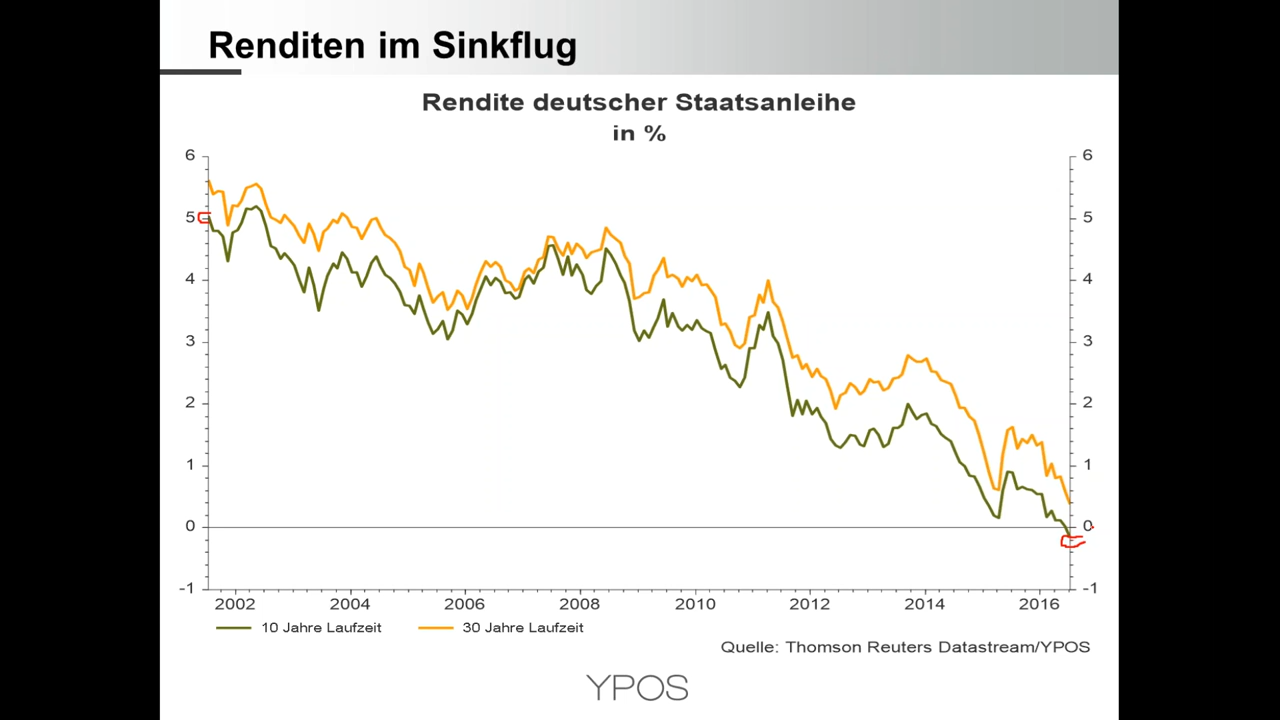 Renditen im Sinkflug
Rendite deutscher Staatsanleihe
in %
6 6
5 5
4 4
3 3
2 2
1 1
0 0
-1 -1
2002 2004 2006 2008 2010 2012 2014 2016
10 Jahre Laufzeit 30 Jahre Laufzeit
Quelle: Thomson Reuters Datastream/YPOS
YPOS